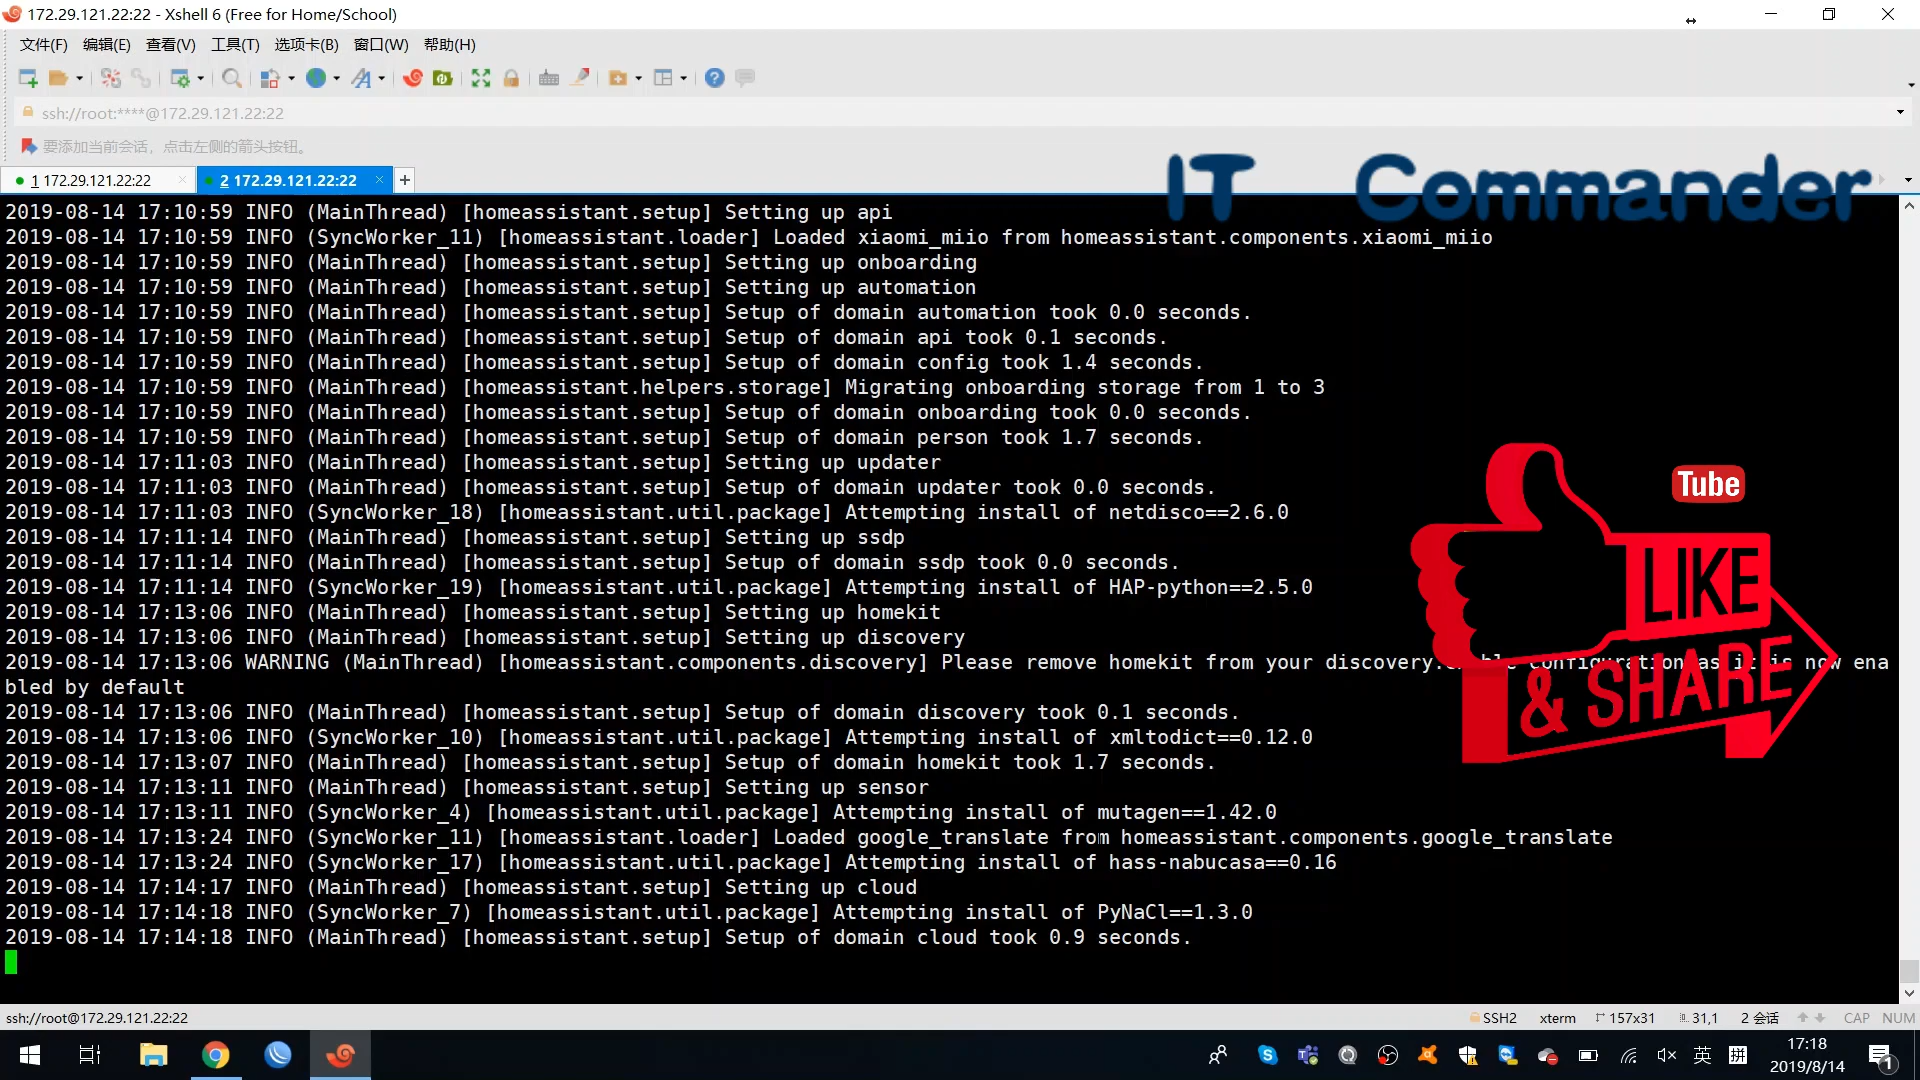 172.29.121.22:22 - Xshell 6 (Free for Home/School)
文件(F) 编辑(E) 查看(V) 工具(T) 选项卡(B) 窗口(W) 帮助(H)
ssh://root:****@172.29.121.22:22
要添加当前会话，点击左侧的箭头按钮。
1 172.29.121.22:22
2 172.29.121.22:22
IT Commander
2019-08-14 17:10:59 INFO (MainThread) [homeassistant.setup] Setting up api
2019-08-14 17:10:59 INFO (SyncWorker_11) [homeassistant.loader] Loaded xiaomi_miio from homeassistant.components.xiaomi_miio
2019-08-14 17:10:59 INFO (MainThread) [homeassistant.setup] Setting up onboarding
2019-08-14 17:10:59 INFO (MainThread) [homeassistant.setup] Setting up automation
2019-08-14 17:10:59 INFO (MainThread) [homeassistant.setup] Setup of domain automation took 0.0 seconds.
2019-08-14 17:10:59 INFO (MainThread) [homeassistant.setup] Setup of domain api took 0.1 seconds.
2019-08-14 17:10:59 INFO (MainThread) [homeassistant.setup] Setup of domain config took 1.4 seconds.
2019-08-14 17:10:59 INFO (MainThread) [homeassistant.helpers.storage] Migrating onboarding storage from 1 to 3
2019-08-14 17:10:59 INFO (MainThread) [homeassistant.setup] Setup of domain onboarding took 0.0 seconds.
2019-08-14 17:10:59 INFO (MainThread) [homeassistant.setup] Setup of domain person took 1.7 seconds.
2019-08-14 17:11:03 INFO (MainThread) [homeassistant.setup] Setting up updater
2019-08-14 17:11:03 INFO (MainThread) [homeassistant.setup] Setup of domain updater took 0.0 seconds.
2019-08-14 17:11:03 INFO (SyncWorker_18) [homeassistant.util.package] Attempting install of netdisco==2.6.0
2019-08-14 17:11:14 INFO (MainThread) [homeassistant.setup] Setting up ssdp
2019-08-14 17:11:14 INFO (MainThread) [homeassistant.setup] Setup of domain ssdp took 0.0 seconds.
2019-08-14 17:11:14 INFO (SyncWorker_19) [homeassistant.util.package] Attempting install of HAP-python==2.5.0
2019-08-14 17:13:06 INFO (MainThread) [homeassistant.setup] Setting up homekit
2019-08-14 17:13:06 INFO (MainThread) [homeassistant.setup] Setting up discovery
2019-08-14 17:13:06 WARNING (MainThread) [homeassistant.components.discovery] Please remove homekit from your discovery.enable configuration as it is now ena
bled by default
2019-08-14 17:13:06 INFO (MainThread) [homeassistant.setup] Setup of domain discovery took 0.1 seconds.
2019-08-14 17:13:06 INFO (SyncWorker_10) [homeassistant.util.package] Attempting install of xmltodict==0.12.0
2019-08-14 17:13:07 INFO (MainThread) [homeassistant.setup] Setup of domain homekit took 1.7 seconds.
2019-08-14 17:13:11 INFO (MainThread) [homeassistant.setup] Setting up sensor
2019-08-14 17:13:11 INFO (SyncWorker_4) [homeassistant.util.package] Attempting install of mutagen==1.42.0
2019-08-14 17:13:24 INFO (SyncWorker_11) [homeassistant.loader] Loaded google_translate from homeassistant.components.google_translate
2019-08-14 17:13:24 INFO (SyncWorker_17) [homeassistant.util.package] Attempting install of hass-nabucasa==0.16
2019-08-14 17:14:17 INFO (MainThread) [homeassistant.setup] Setting up cloud
2019-08-14 17:14:18 INFO (SyncWorker_7) [homeassistant.util.package] Attempting install of PyNaCl==1.3.0
2019-08-14 17:14:18 INFO (MainThread) [homeassistant.setup] Setup of domain cloud took 0.9 seconds.
Tube
LIKE
& SHARE
ssh://root@172.29.121.22:22 SSH2 xterm 157x31 31,1 2 会话 CAP NUM
英 拼 17:18
2019/8/14
1